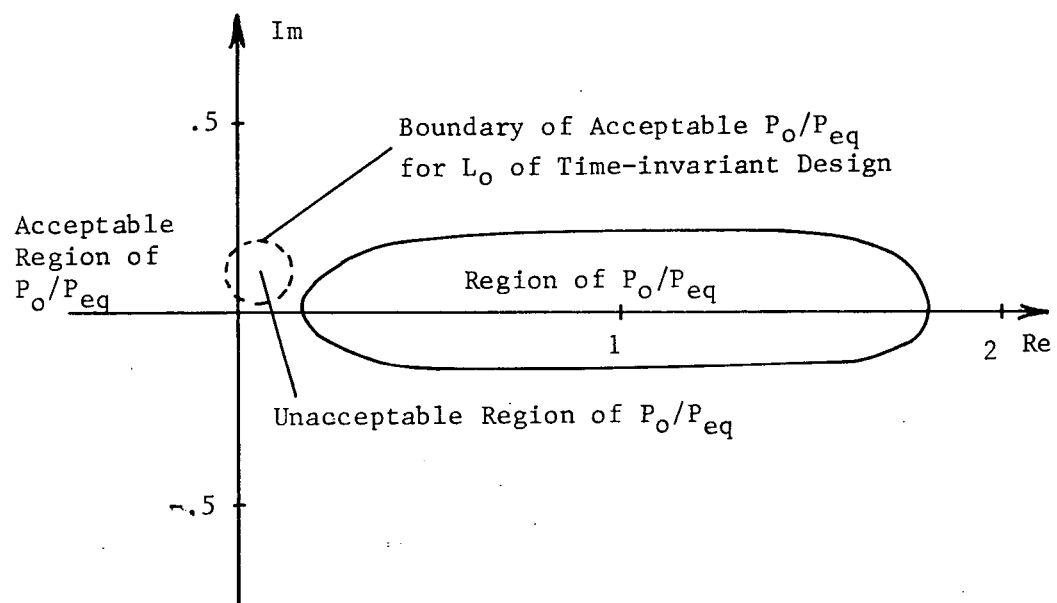 Im
.5
Boundary of Acceptable Po/Peq
for Lo of Time-invariant Design
Acceptable
Region of
Po/Peq
Region of Po/Peq
1
2
Re
Unacceptable Region of Po/Peq
-.5